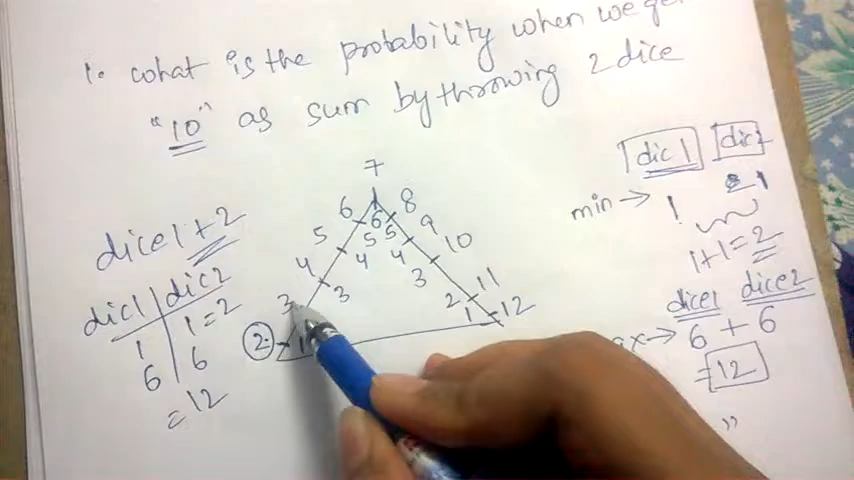 1. what is the probability when we ge
"10" as sum by throwing 2 dice
dic 1 dic2
min → 1 1
1+1=2
dice1 dice2
→ 6 + 6
=12
"
dice1+2
dic1 dic2
1 1=2
6 6
=12
7
6 6 8
5 5 5 9
4 4 4 10
3 3 3 11
2 2 1 12
1